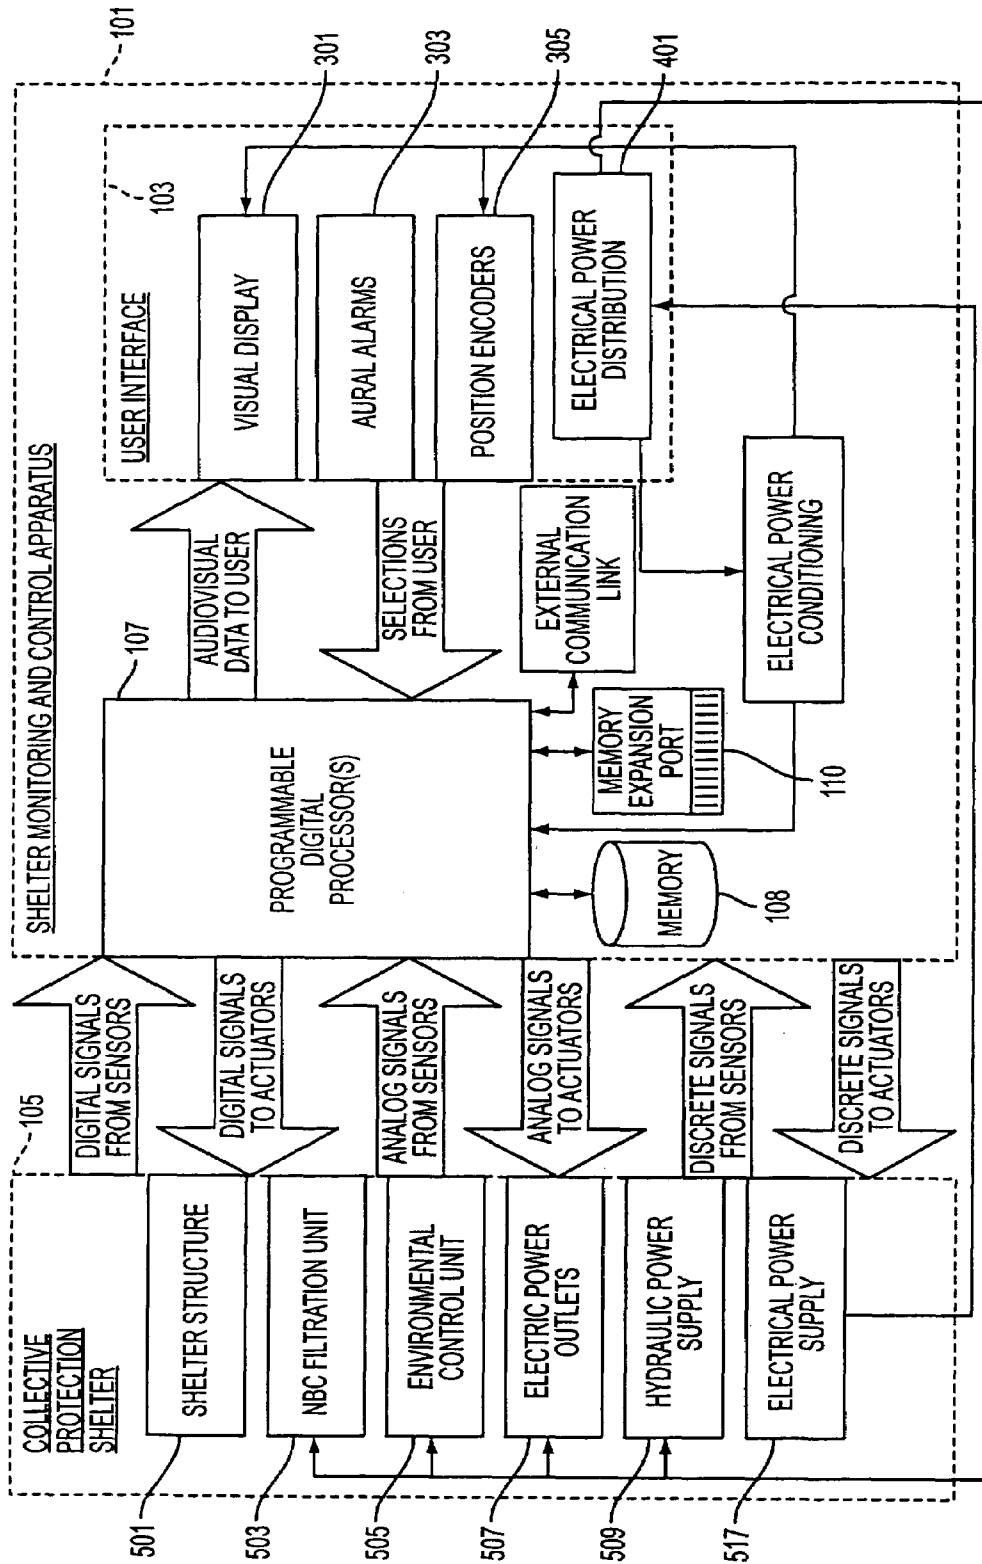 SHELTER MONITORING AND CONTROL APPARATUS
101
COLLECTIVE
PROTECTION
SHELTER
105
501
SHELTER STRUCTURE
503
NBC FILTRATION UNIT
505
ENVIRONMENTAL
CONTROL UNIT
507
ELECTRIC POWER
OUTLETS
509
HYDRAULIC POWER
SUPPLY
517
ELECTRICAL POWER
SUPPLY
DIGITAL SIGNALS
FROM SENSORS
DIGITAL SIGNALS
TO ACTUATORS
ANALOG SIGNALS
FROM SENSORS
ANALOG SIGNALS
TO ACTUATORS
DISCRETE SIGNALS
FROM SENSORS
DISCRETE SIGNALS
TO ACTUATORS
107
PROGRAMMABLE
DIGITAL
PROCESSOR(S)
MEMORY
108
MEMORY
EXPANSION
PORT
110
EXTERNAL
COMMUNICATION
LINK
ELECTRICAL POWER
CONDITIONING
AUDIOVISUAL
DATA TO USER
SELECTIONS
FROM USER
USER INTERFACE
103
VISUAL DISPLAY
301
AURAL ALARMS
303
POSITION ENCODERS
305
ELECTRICAL POWER
DISTRIBUTION
401